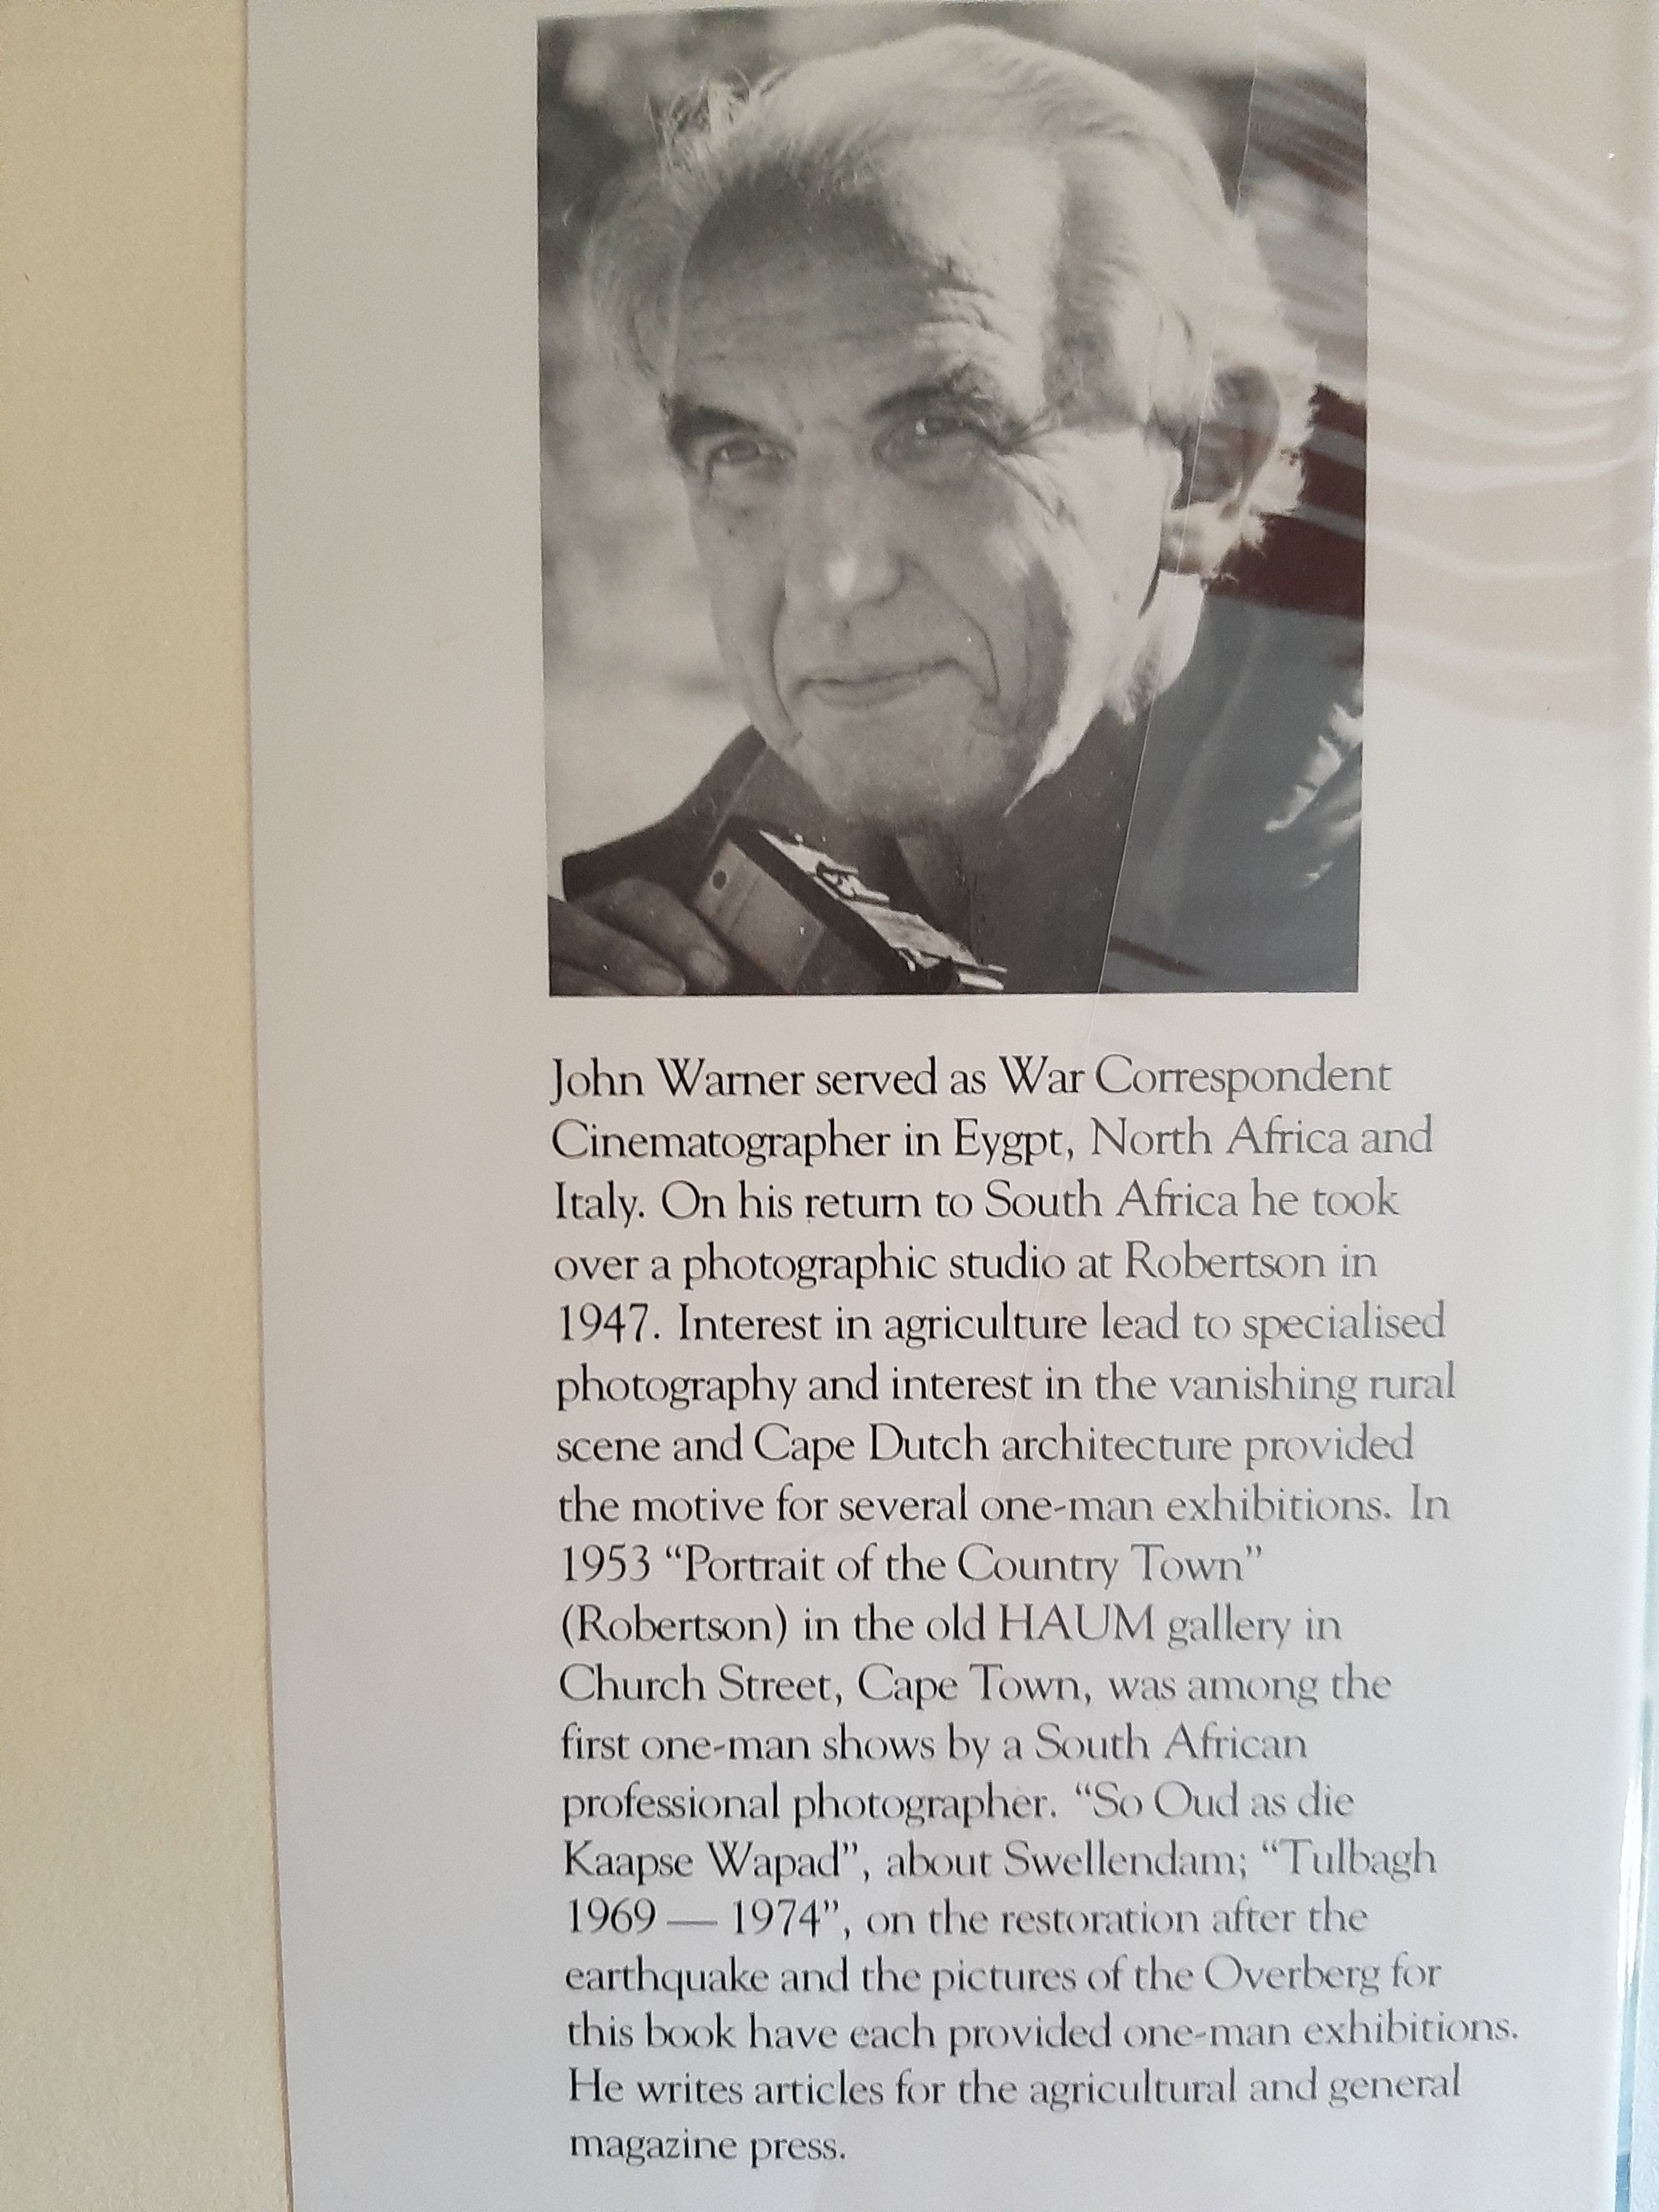 John Warner served as War Correspondent
Cinematographer in Eygpt, North Africa and
Italy. On his return to South Africa he took
over a photographic studio at Robertson in
1947. Interest in agriculture lead to specialised
photography and interest in the vanishing rural
scene and Cape Dutch architecture provided
the motive for several one-man exhibitions. In
1953 “Portrait of the Country Town”
(Robertson) in the old HAUM gallery in
Church Street, Cape Town, was among the
first one-man shows by a South African
professional photographer. “So Oud as die
Kaapse Wapad”, about Swellendam; “Tulbagh
1969 — 1974”, on the restoration after the
earthquake and the pictures of the Overberg for
this book have each provided one-man exhibitions.
He writes articles for the agricultural and general
magazine press.